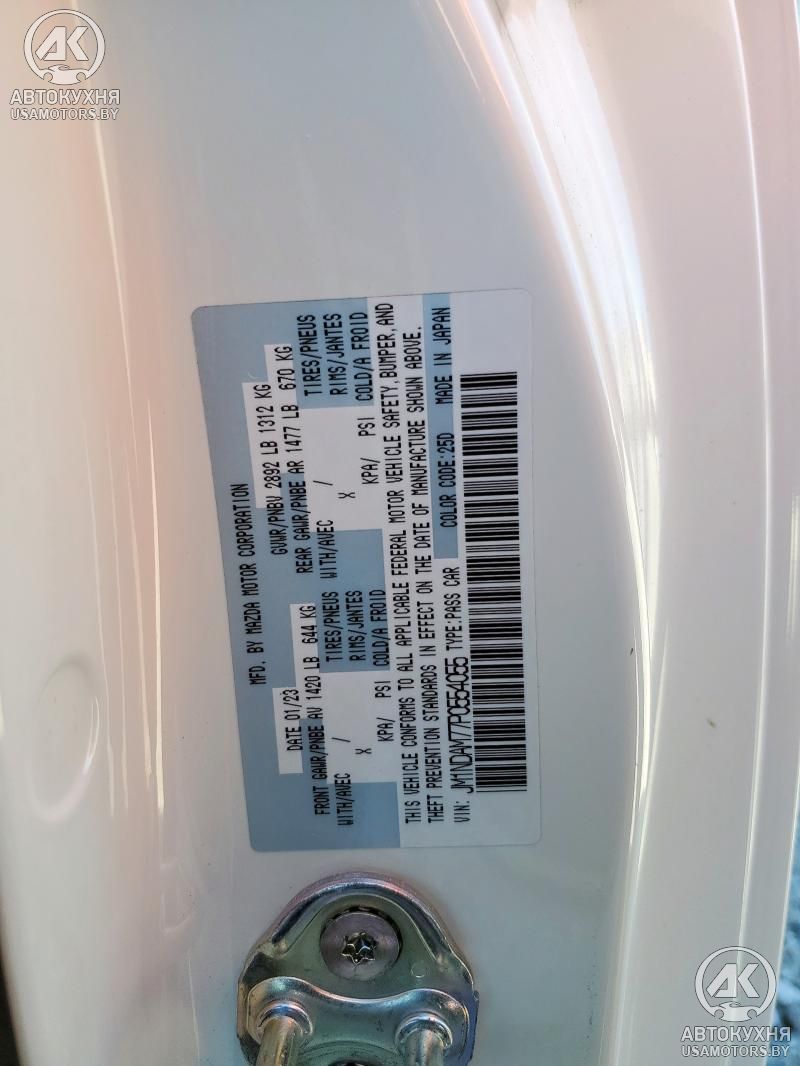 АК
АВТОКУХНЯ
USAMOTORS.BY
MFD. BY MAZDA MOTOR CORPORATION
DATE 01/23 GVWR/PNBV 2892 LB 1312 KG
FRONT GAWR/PNBE AV 1420 LB 644 KG REAR GAWR/PNBE AR 1477 LB 670 KG
WITH/AVEC / TIRES/PNEUS WITH/AVEC / TIRES/PNEUS
X RIMS/JANTES X RIMS/JANTES
KPA/ PSI COLD/A FROID KPA/ PSI COLD/A FROID
THIS VEHICLE CONFORMS TO ALL APPLICABLE FEDERAL MOTOR VEHICLE SAFETY, BUMPER, AND
THEFT PREVENTION STANDARDS IN EFFECT ON THE DATE OF MANUFACTURE SHOWN ABOVE.
COLOR CODE:25D MADE IN JAPAN
VIN: JM1NDAM77P0554055 TYPE:PASS CAR
АК
АВТОКУХНЯ
USAMOTORS.BY